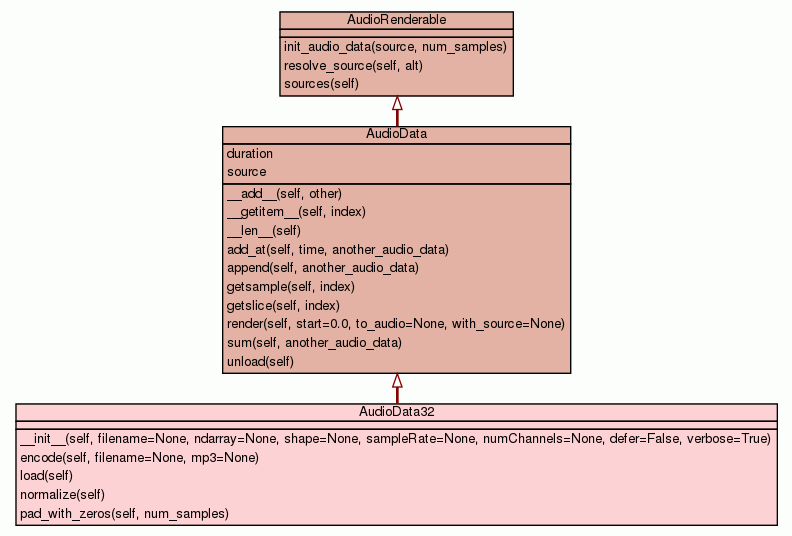 AudioRenderable
init_audio_data(source, num_samples)
resolve_source(self, alt)
sources(self)
AudioData
duration
source
__add__(self, other)
__getitem__(self, index)
__len__(self)
add_at(self, time, another_audio_data)
append(self, another_audio_data)
getsample(self, index)
getslice(self, index)
render(self, start=0.0, to_audio=None, with_source=None)
sum(self, another_audio_data)
unload(self)
AudioData32
__init__(self, filename=None, ndarray=None, shape=None, sampleRate=None, numChannels=None, defer=False, verbose=True)
encode(self, filename=None, mp3=None)
load(self)
normalize(self)
pad_with_zeros(self, num_samples)